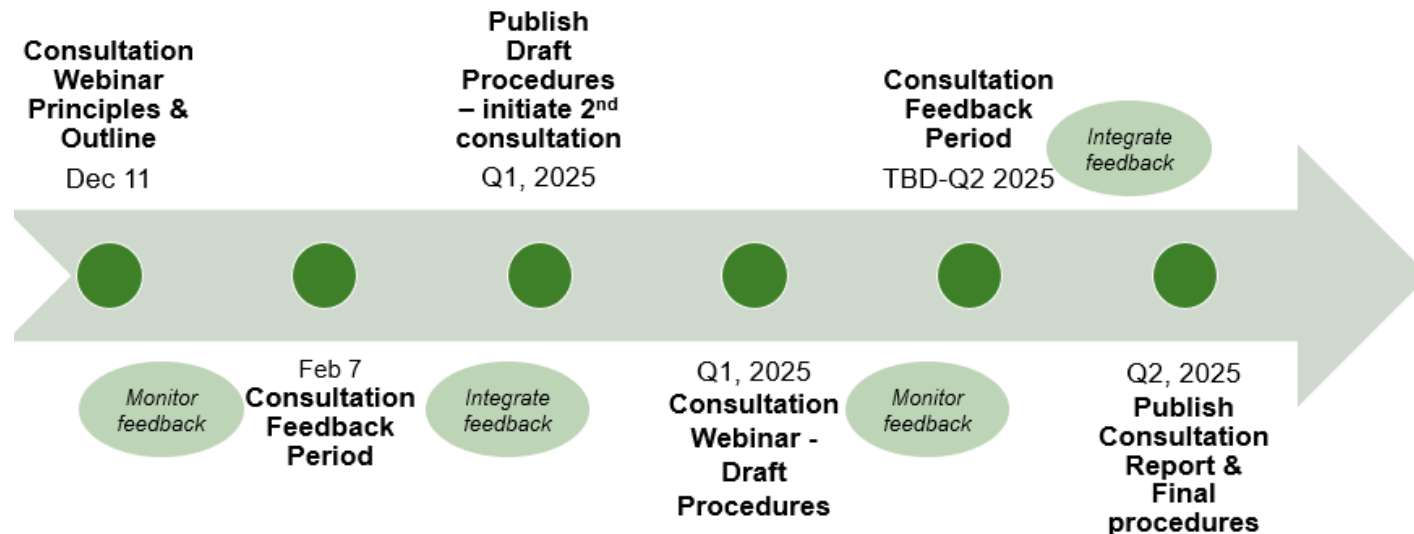 Consultation
Webinar
Principles &
Outline
Dec 11
Monitor
feedback
Feb 7
Consultation
Feedback
Period
Publish
Draft
Procedures
– initiate 2nd
consultation
Q1, 2025
Integrate
feedback
Q1, 2025
Consultation
Webinar -
Draft
Procedures
Consultation
Feedback
Period
TBD-Q2 2025
Monitor
feedback
Integrate
feedback
Q2, 2025
Publish
Consultation
Report &
Final
procedures